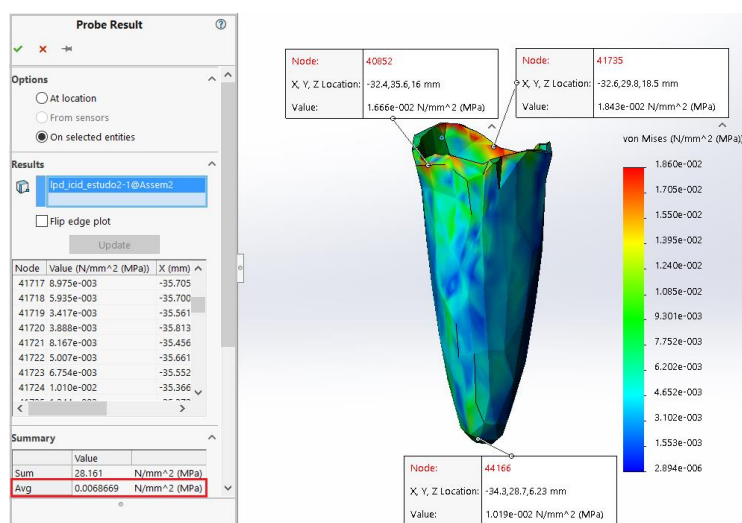 Probe Result
Options
At location
From sensors
On selected entities
Results
lpd_icid_estudo2-1@Assem2
Flip edge plot
Update
Node Value (N/mm^2 (MPa)) X (mm)
41717 8.975e-003 -35.705
41718 5.935e-003 -35.700
41719 3.417e-003 -35.561
41720 3.888e-003 -35.813
41721 8.167e-003 -35.456
41722 5.007e-003 -35.661
41723 6.754e-003 -35.552
41724 1.010e-002 -35.366
Summary
Value
Sum 28.161 N/mm^2 (MPa)
Avg 0.0068669 N/mm^2 (MPa)
Node: 40852
X, Y, Z Location: -32.4,35.6,16 mm
Value: 1.666e-002 N/mm^2 (MPa)
Node: 41735
X, Y, Z Location: -32.6,29.8,18.5 mm
Value: 1.843e-002 N/mm^2 (MPa)
von Mises (N/mm^2 (MPa))
1.860e-002
1.705e-002
1.550e-002
1.395e-002
1.240e-002
1.085e-002
9.301e-003
7.752e-003
6.202e-003
4.652e-003
3.102e-003
1.553e-003
2.894e-006
Node: 44166
X, Y, Z Location: -34.3,28.7,6.23 mm
Value: 1.019e-002 N/mm^2 (MPa)